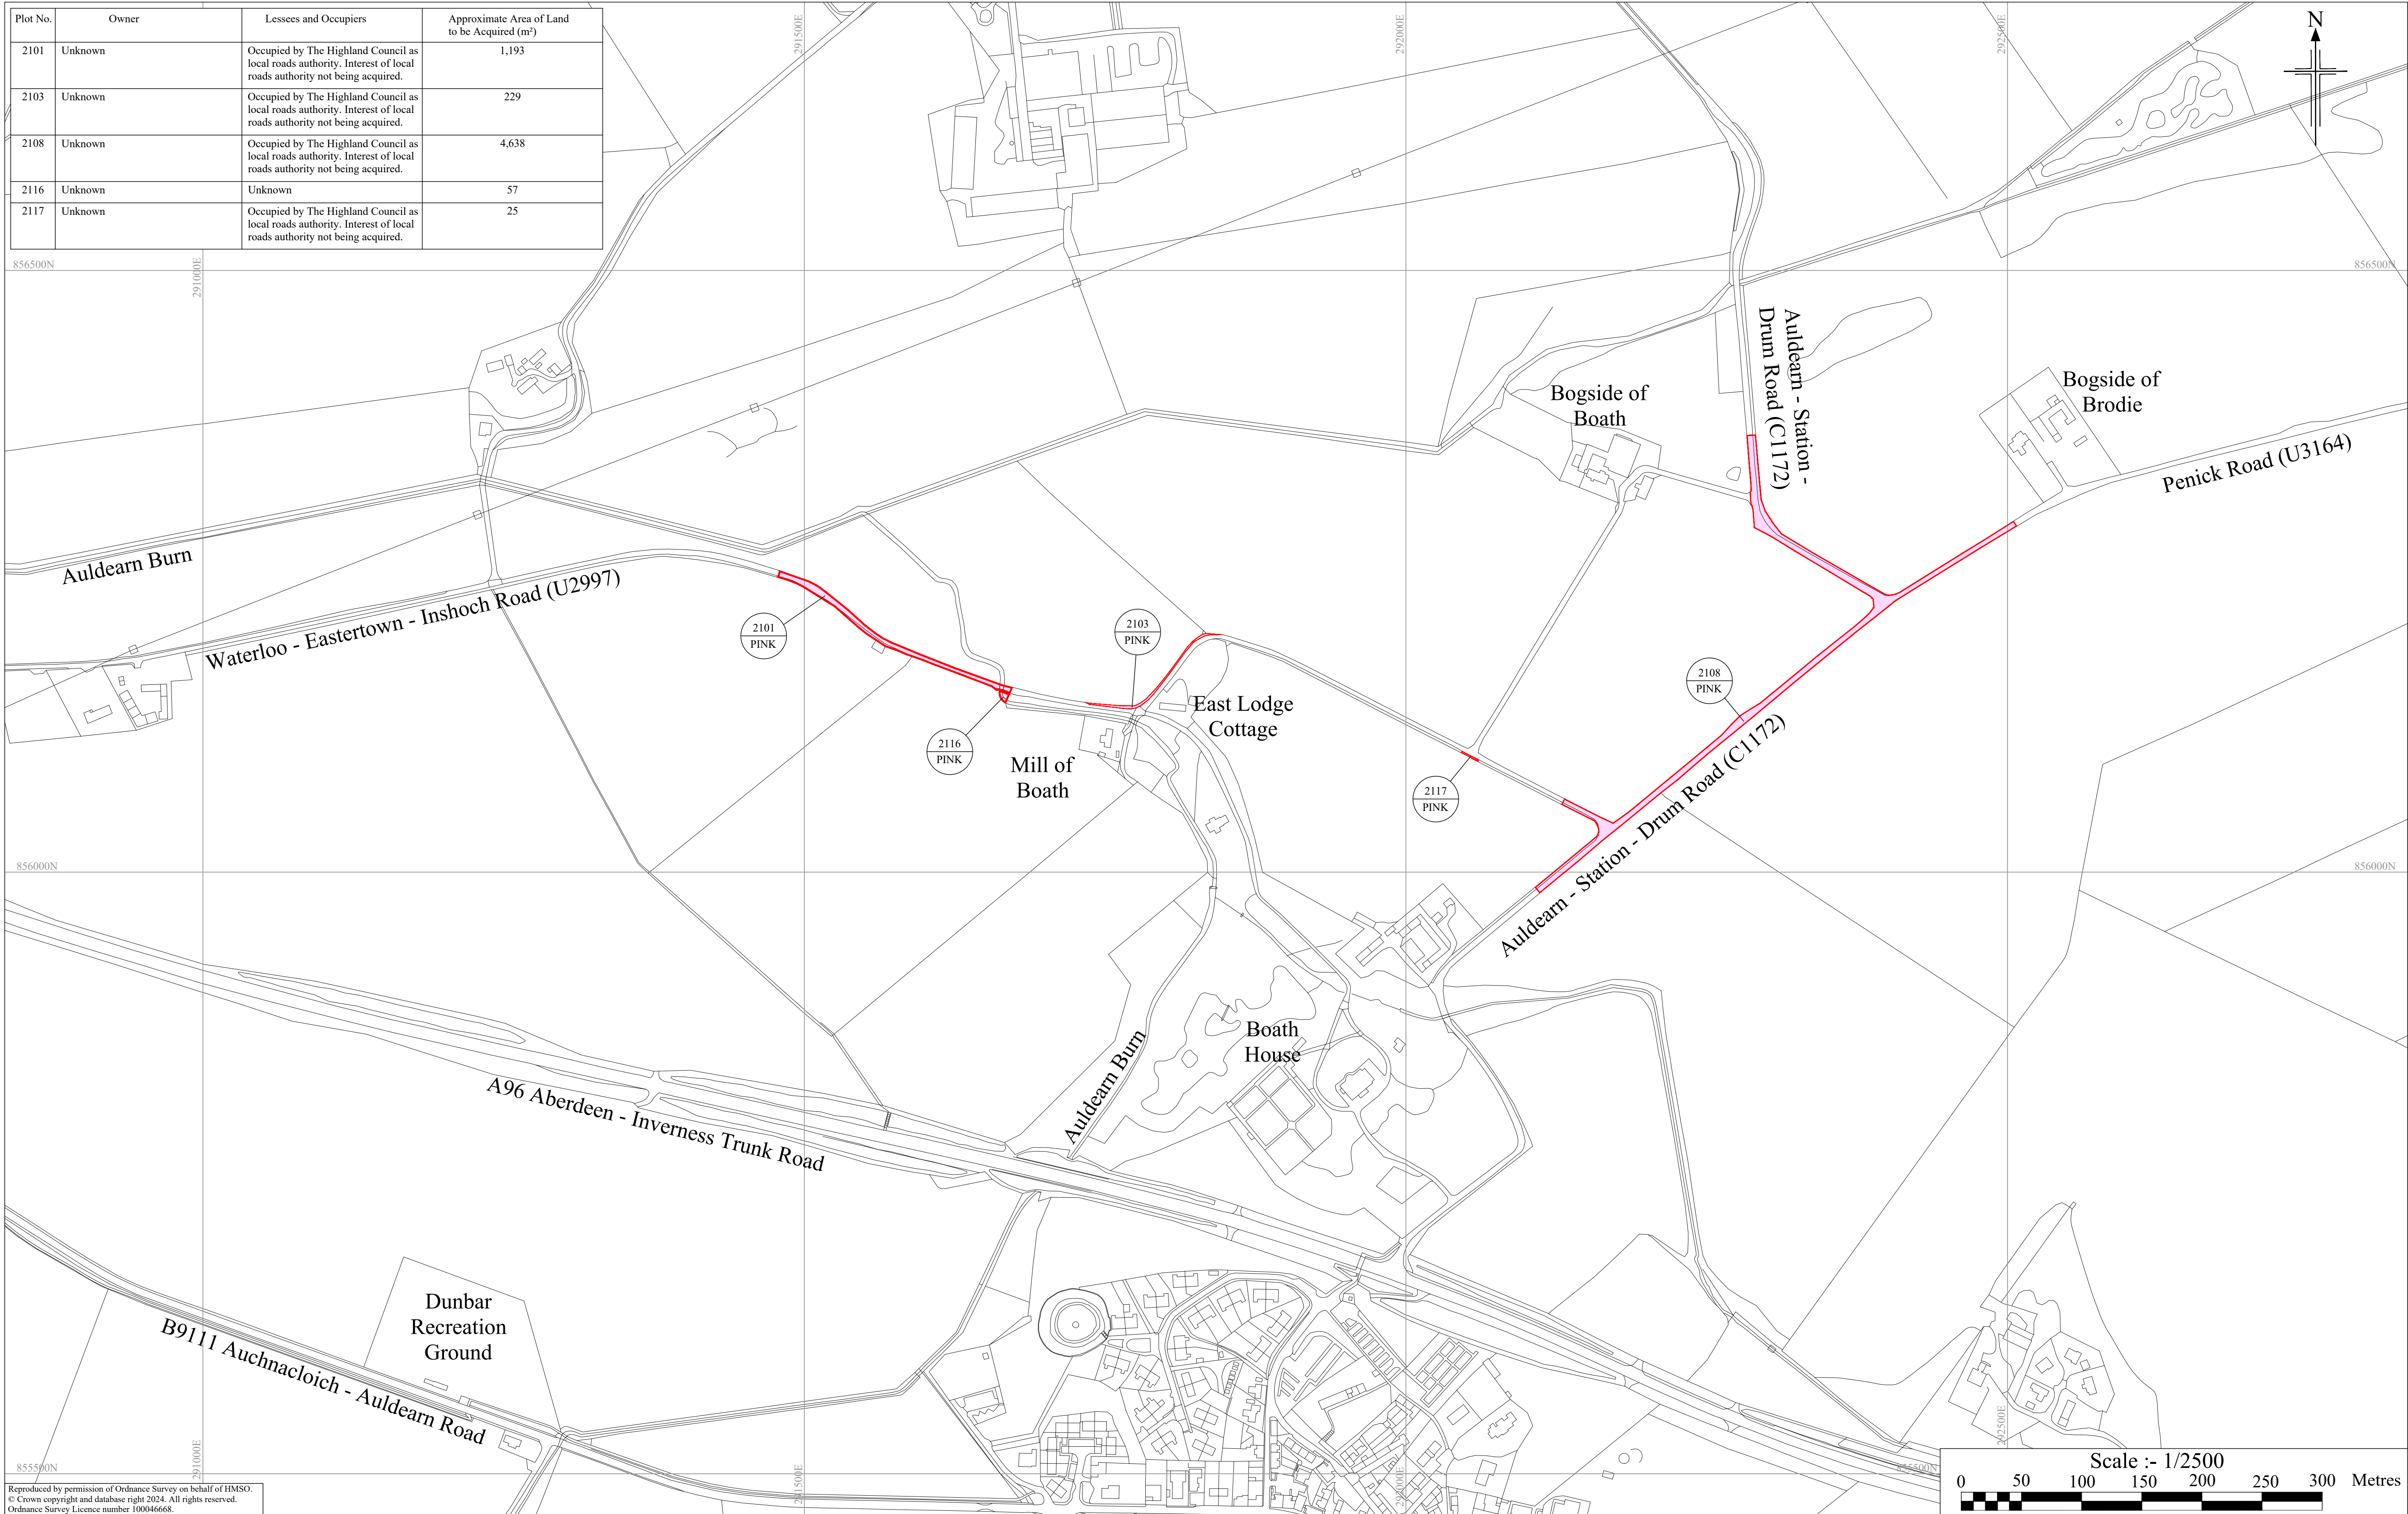 Plot No. Owner Lessees and Occupiers Approximate Area of Land
to be Acquired (m²)
2101 Unknown Occupied by The Highland Council as 1,193
local roads authority. Interest of local
roads authority not being acquired.
2103 Unknown Occupied by The Highland Council as 229
local roads authority. Interest of local
roads authority not being acquired.
2108 Unknown Occupied by The Highland Council as 4,638
local roads authority. Interest of local
roads authority not being acquired.
2116 Unknown Unknown 57
2117 Unknown Occupied by The Highland Council as 25
local roads authority. Interest of local
roads authority not being acquired.
291500E
292000E
292500E
N
856500N
291000E
856500N
Auldearn - Station -
Drum Road (C1172)
Bogside of
Boath
Bogside of
Brodie
Penick Road (U3164)
Auldearn Burn
Waterloo - Eastertown - Inshoch Road (U2997)
2101
PINK
2103
PINK
2108
PINK
East Lodge
Cottage
2116
PINK
Mill of
Boath
2117
PINK
Auldearn - Station - Drum Road (C1172)
856000N
856000N
Boath
House
Auldearn Burn
A96 Aberdeen - Inverness Trunk Road
Dunbar
Recreation
Ground
B9111 Auchnacloich - Auldearn Road
855500N
291000E
291500E
292000E
292500E
855500N
Reproduced by permission of Ordnance Survey on behalf of HMSO.
© Crown copyright and database right 2024. All rights reserved.
Ordnance Survey Licence number 100046668.
Scale :- 1/2500
0 50 100 150 200 250 300 Metres